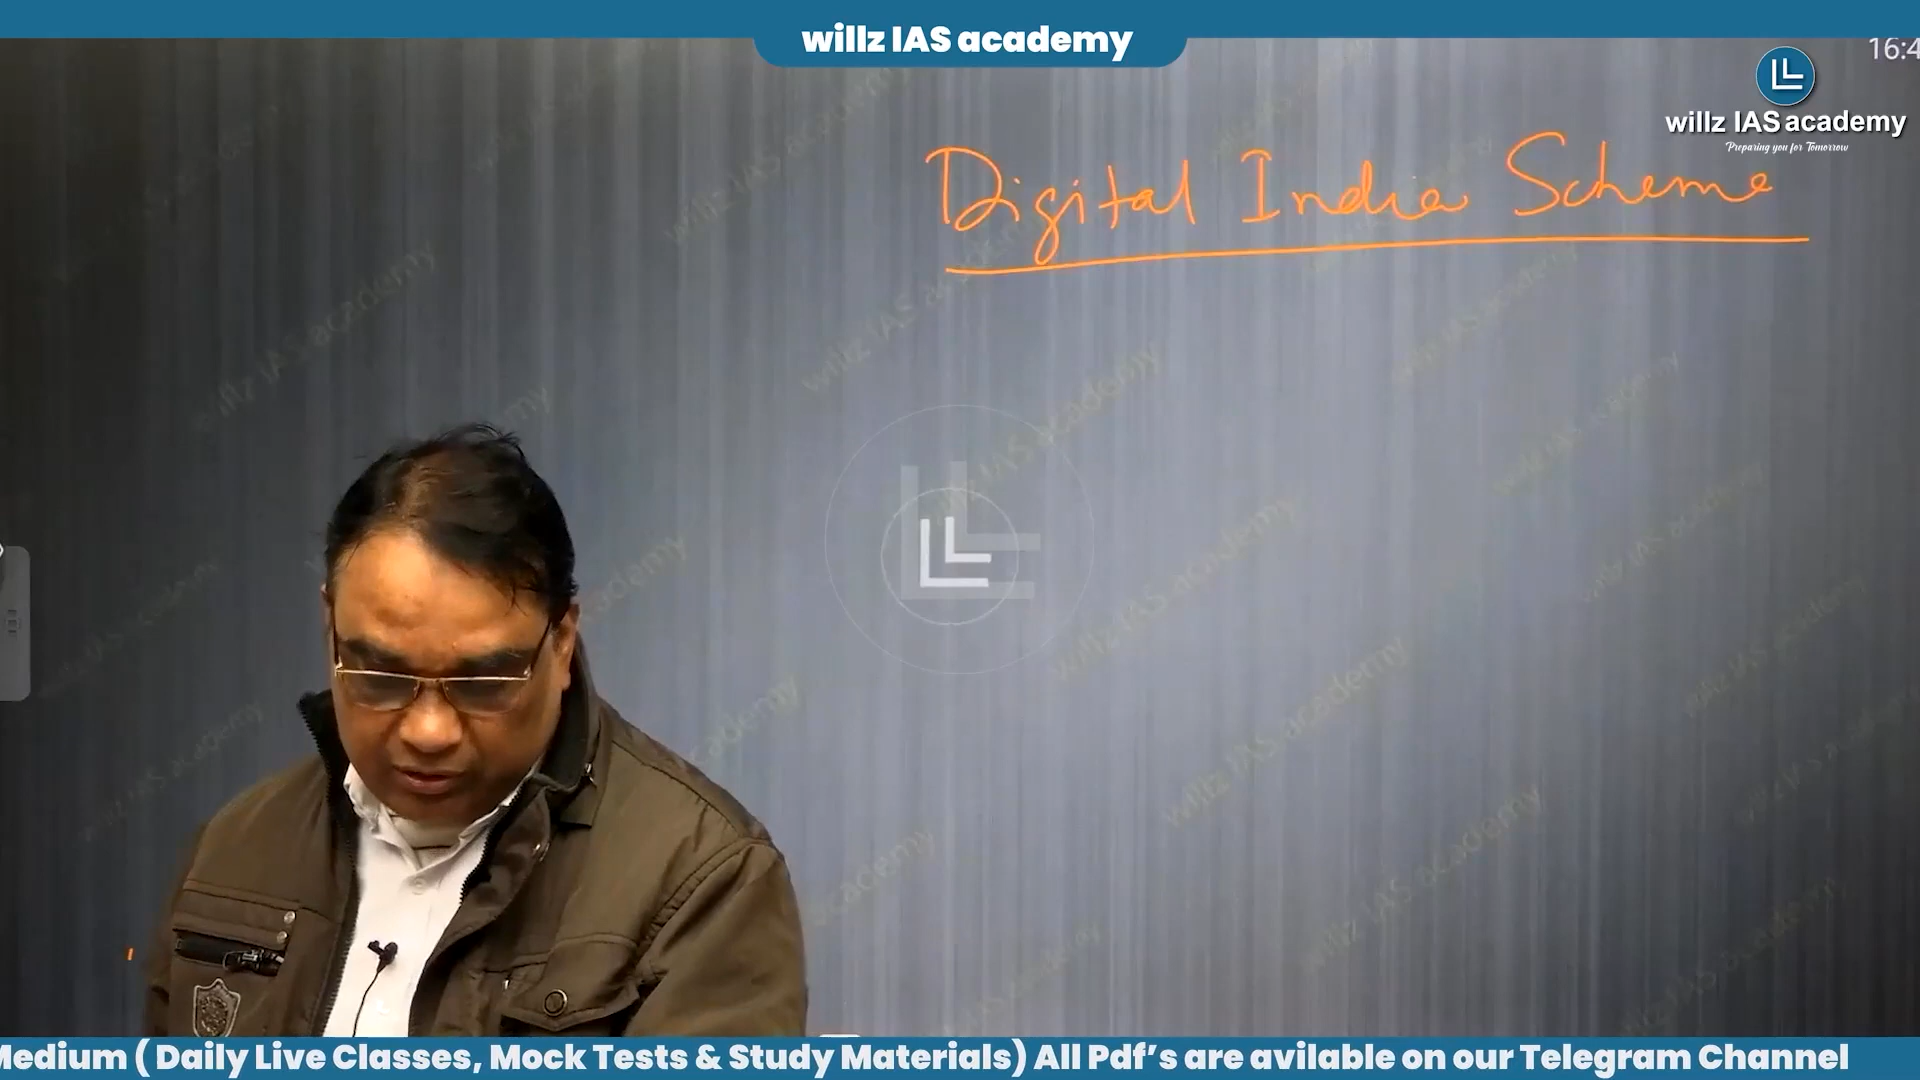 willz IAS academy
16:4
willz IAS academy
Preparing you for Tomorrow
Digital India Scheme
Medium ( Daily Live Classes, Mock Tests & Study Materials) All Pdf's are avilable on our Telegram Channel